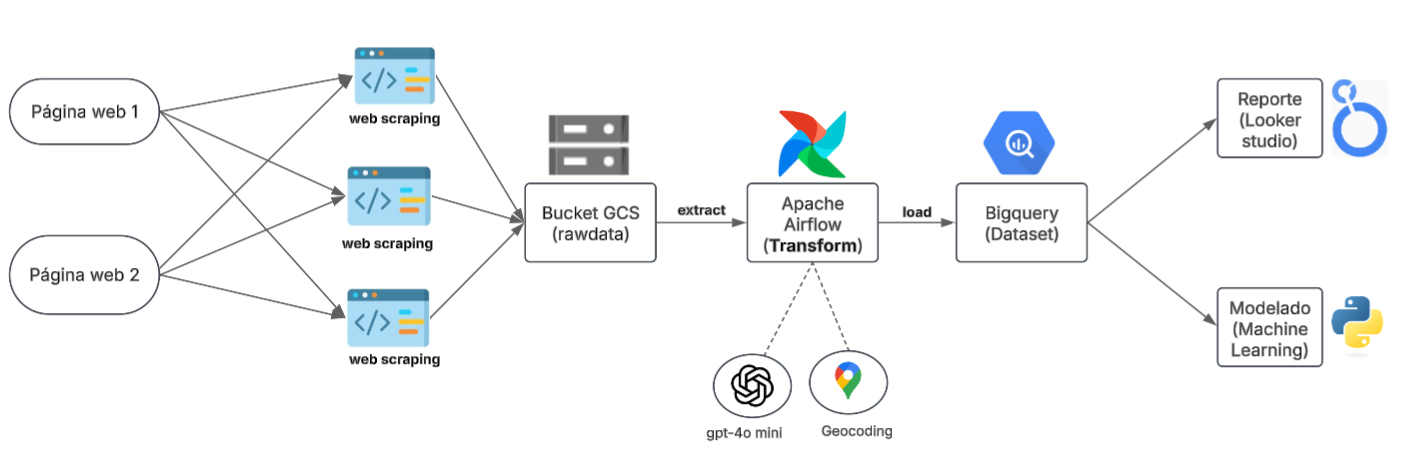 Página web 1
Página web 2
web scraping
web scraping
web scraping
Bucket GCS
(rawdata)
extract
Apache
Airflow
(Transform)
gpt-4o mini
Geocoding
load
Bigquery
(Dataset)
Reporte
(Looker
studio)
Modelado
(Machine
Learning)